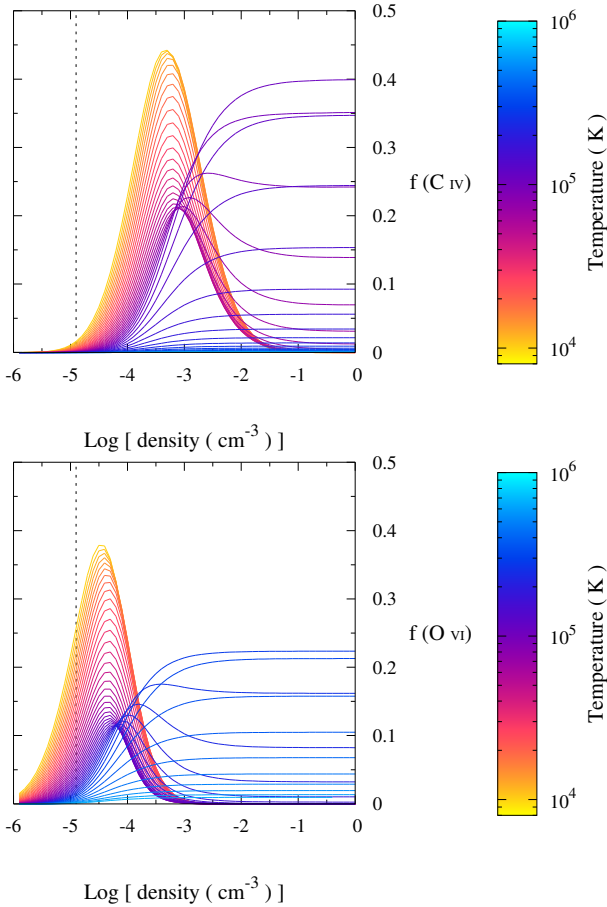 0.5
0.4
0.3
0.2
0.1
0
-6 -5 -4 -3 -2 -1 0
Log [ density ( cm-3 ) ]
f (C IV)
10^6
10^5
10^4
Temperature ( K )
0.5
0.4
0.3
0.2
0.1
0
-6 -5 -4 -3 -2 -1 0
Log [ density ( cm-3 ) ]
f (O VI)
10^6
10^5
10^4
Temperature ( K )